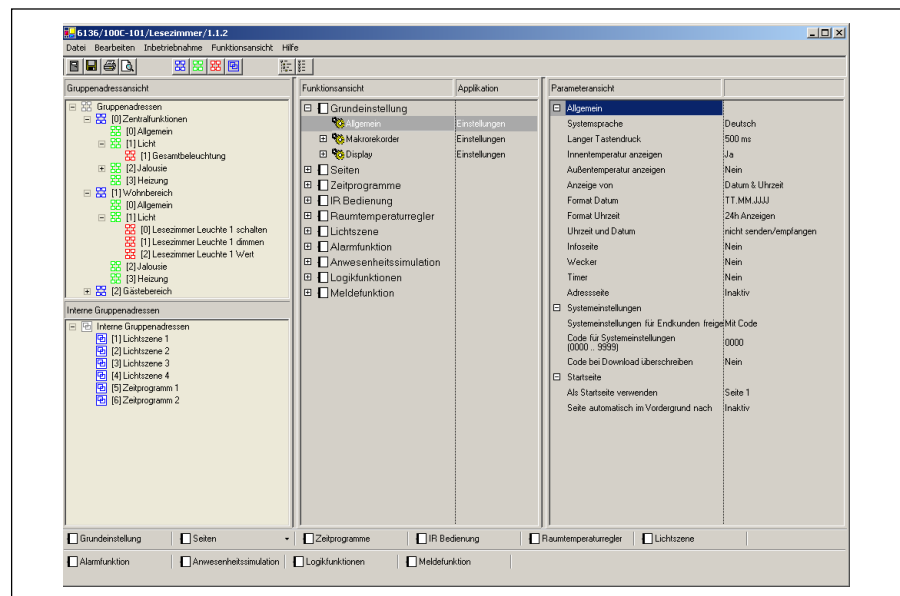 6136/100C-101/Lesezimmer/1.1.2
Datei Bearbeiten Inbetriebnahme Funktionsansicht Hilfe
Gruppenadressansicht
Gruppenadressen
[0] Zentralfunktionen
[0] Allgemein
[1] Licht
[1] Gesamtbeleuchtung
[2] Jalousie
[3] Heizung
[1] Wohnbereich
[0] Allgemein
[1] Licht
[0] Lesezimmer Leuchte 1 schalten
[1] Lesezimmer Leuchte 1 dimmen
[2] Lesezimmer Leuchte 1 Wert
[2] Jalousie
[3] Heizung
[2] Gästebereich
Interne Gruppenadressen
Interne Gruppenadressen
[1] Lichtszene 1
[2] Lichtszene 2
[3] Lichtszene 3
[4] Lichtszene 4
[5] Zeitprogramm 1
[6] Zeitprogramm 2
Funktionsansicht Applikation
Grundeinstellung
Allgemein Einstellungen
Makrorekorder Einstellungen
Display Einstellungen
Seiten
Zeitprogramme
IR Bedienung
Raumtemperaturregler
Lichtszene
Alarmfunktion
Anwesenheitssimulation
Logikfunktionen
Meldefunktion
Parameteransicht
Allgemein
Systemsprache Deutsch
Langer Tastendruck 500 ms
Innentemperatur anzeigen Ja
Außentemperatur anzeigen Nein
Anzeige von Datum & Uhrzeit
Format Datum TT.MM.JJJJ
Format Uhrzeit 24h Anzeigen
Uhrzeit und Datum nicht senden/empfangen
Infoseite Nein
Wecker Nein
Timer Nein
Adressseite Inaktiv
Systemeinstellungen
Systemeinstellungen für Endkunden freige Mit Code
Code für Systemeinstellungen
(0000 .. 9999) 0000
Code bei Download überschreiben Nein
Startseite
Als Startseite verwenden Seite 1
Seite automatisch im Vordergrund nach Inaktiv
Grundeinstellung Seiten Zeitprogramme IR Bedienung Raumtemperaturregler Lichtszene
Alarmfunktion Anwesenheitssimulation Logikfunktionen Meldefunktion